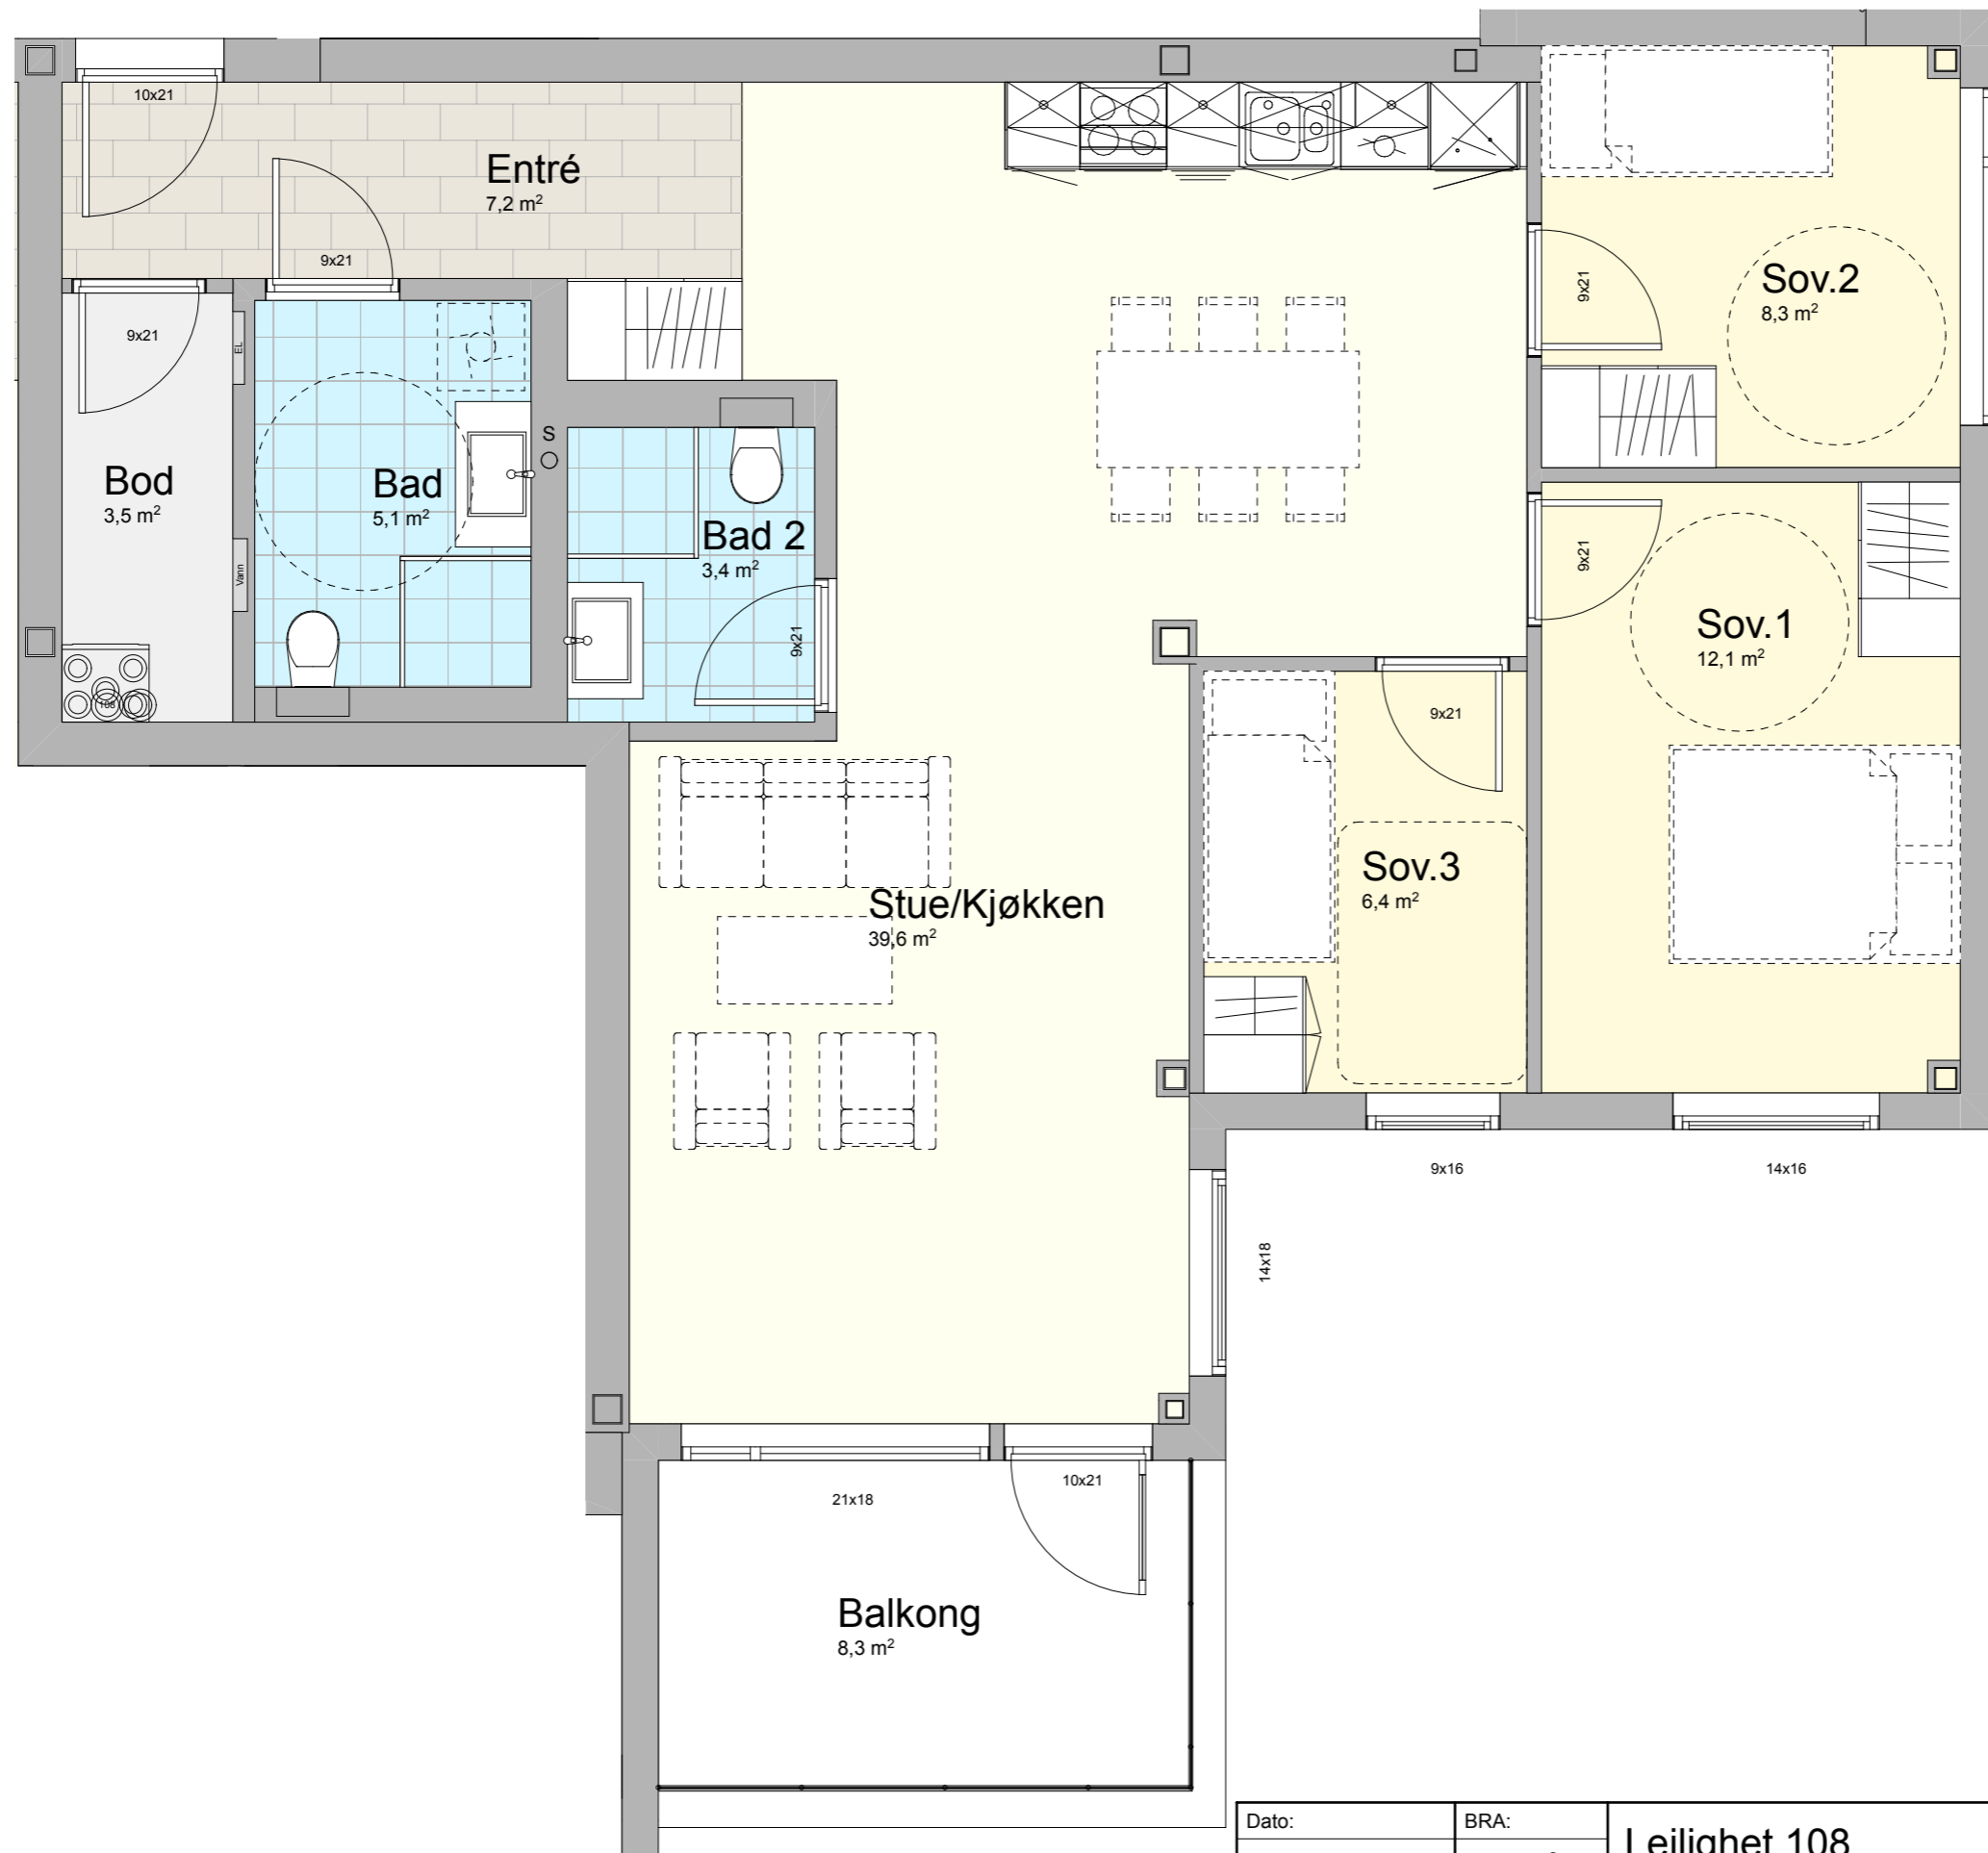 10x21
Entré
7,2 m²
9x21
9x21
EL
Bod
3,5 m²
Bad
5,1 m²
S
Vann
108
Bad 2
3,4 m²
9x21
Sov.2
8,3 m²
9x21
9x21
Sov.1
12,1 m²
9x21
Sov.3
6,4 m²
Stue/Kjøkken
39,6 m²
9x16
14x16
14x18
21x18
10x21
Balkong
8,3 m²
Dato:
BRA:
Leilighet 108